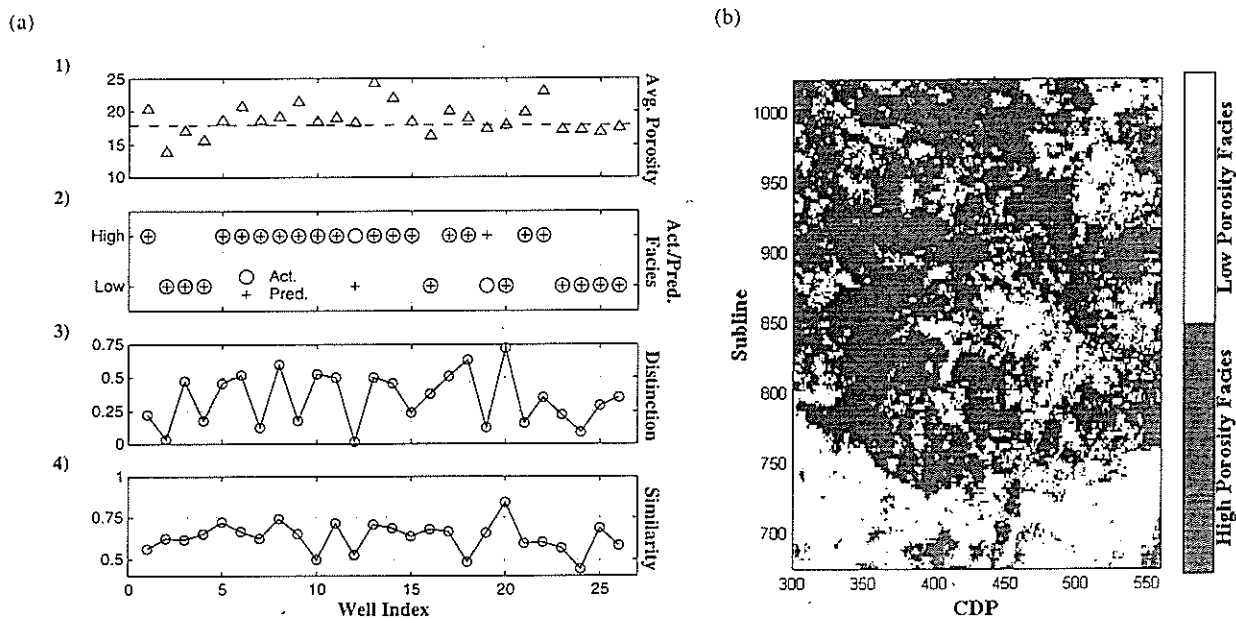 (a)
1)
25
20
15
10
Avg. Porosity
2)
High
Low
Act.
Pred.
Act./Pred.
Facies
3)
0.75
0.5
0.25
0
Distinction
4)
1
0.75
0.5
Similarity
0
5
10
15
20
25
Well Index
(b)
1000
950
900
850
800
750
700
Subline
300
350
400
450
500
550
CDP
Low Porosity Facies
High Porosity Facies